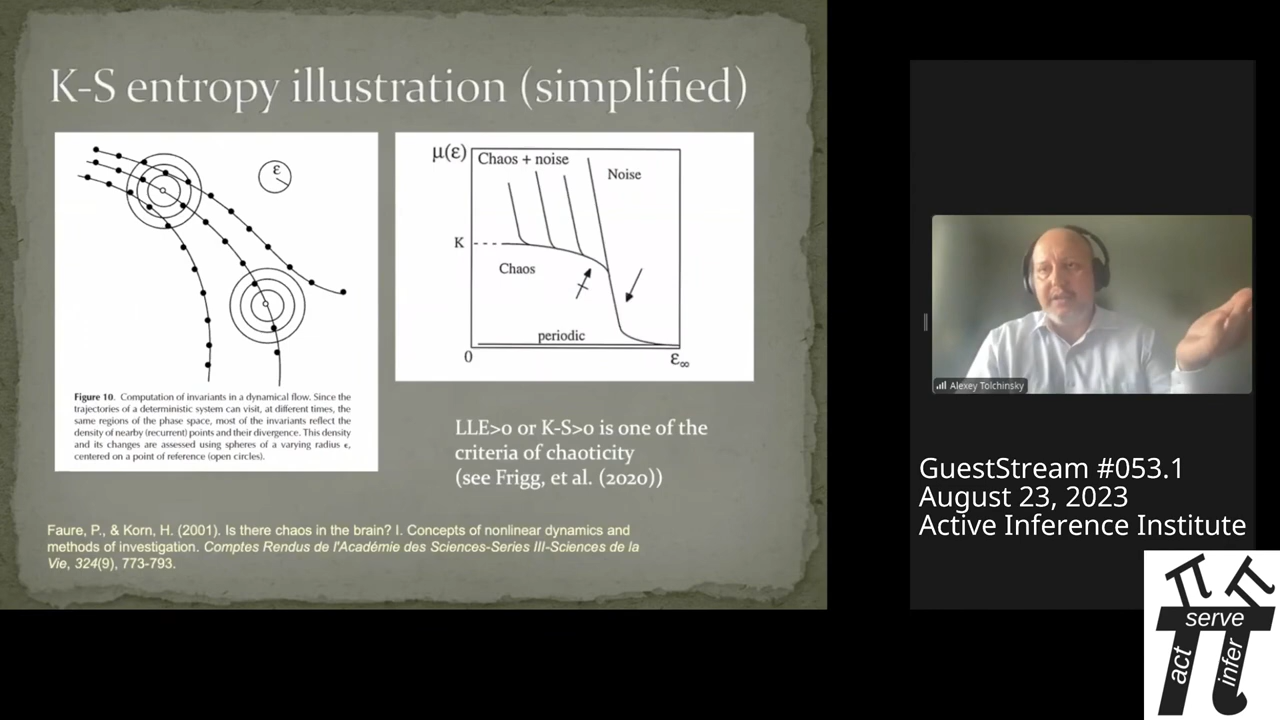 K-S entropy illustration (simplified)
ε
Figure 10. Computation of invariants in a dynamical flow. Since the
trajectories of a deterministic system can visit, at different times, the
same regions of the phase space, most of the invariants reflect the
density of nearby (recurrent) points and their divergence. This density
and its changes are assessed using spheres of a varying radius ε,
centered on a point of reference (open circles).
μ(ε)
Chaos + noise
Noise
K
Chaos
periodic
0
ε∞
LLE>0 or K-S>0 is one of the
criteria of chaoticity
(see Frigg, et al. (2020))
Faure, P., & Korn, H. (2001). Is there chaos in the brain? I. Concepts of nonlinear dynamics and
methods of investigation. Comptes Rendus de l'Académie des Sciences-Series III-Sciences de la
Vie, 324(9), 773-793.
Alexey Tolchinsky
GuestStream #053.1
August 23, 2023
Active Inference Institute
π π
serve
act
infer